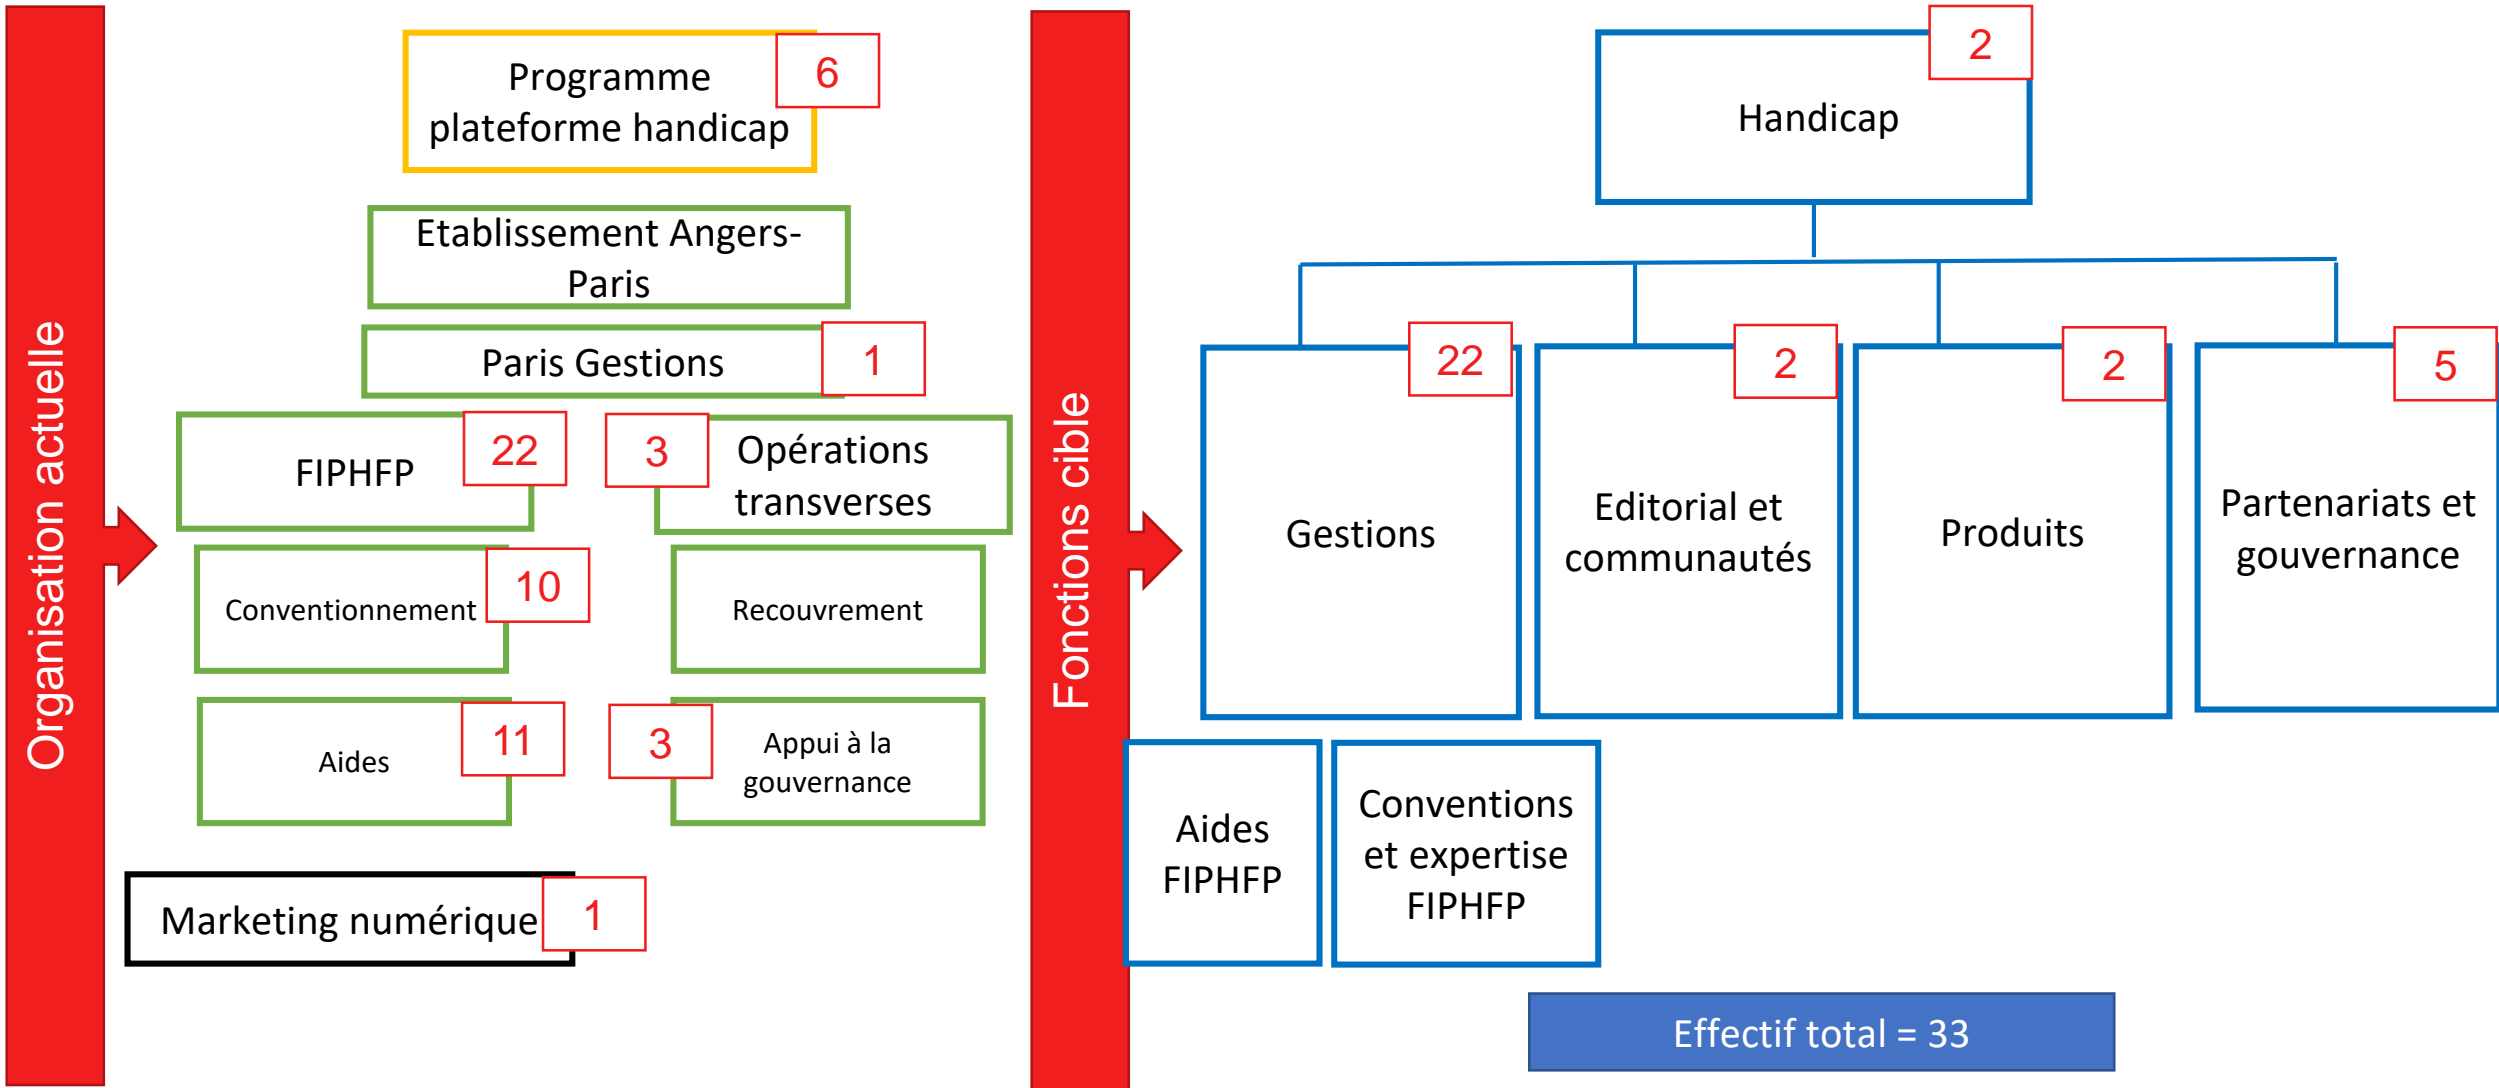 Organisation actuelle
Programme
plateforme handicap
6
Etablissement Angers-
Paris
Paris Gestions
1
FIPHFP
22
3
Opérations
transverses
Conventionnement
10
Recouvrement
Aides
11
3
Appui à la
gouvernance
Marketing numérique
1
Fonctions cible
Handicap
2
Gestions
22
Editorial et
communautés
2
Produits
2
Partenariats et
gouvernance
5
Aides
FIPHFP
Conventions
et expertise
FIPHFP
Effectif total = 33